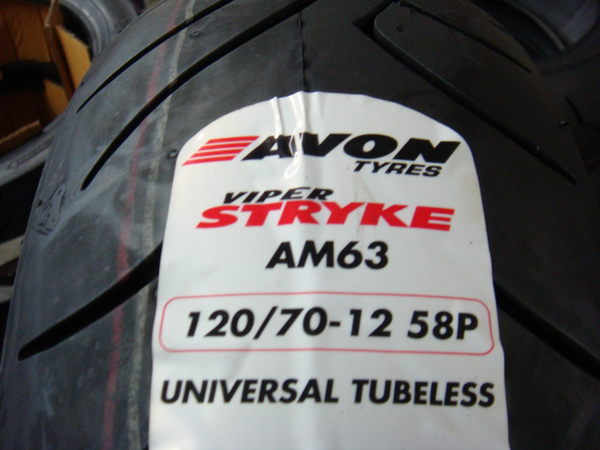 AVON
TYRES
VIPER
STRYKE
AM63
120/70-12 58P
UNIVERSAL TUBELESS